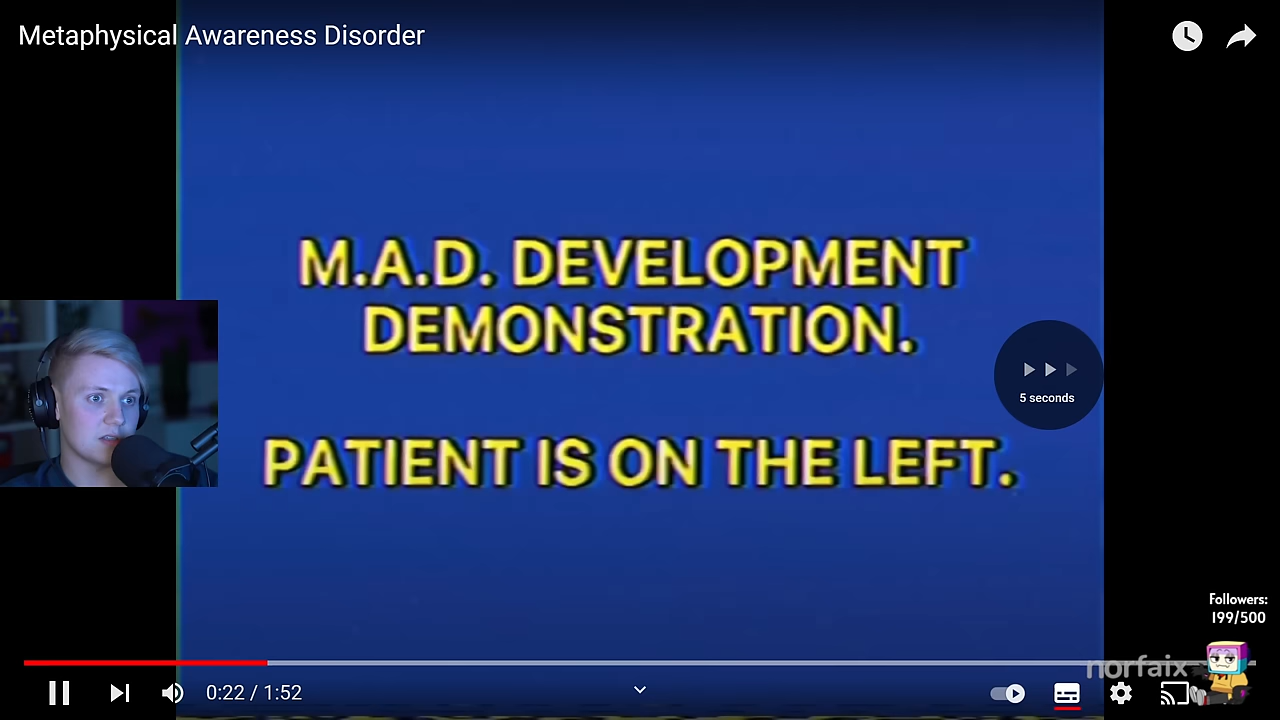 Metaphysical Awareness Disorder
M.A.D. DEVELOPMENT
DEMONSTRATION.
PATIENT IS ON THE LEFT.
5 seconds
Followers:
199/500
norfaix
0:22 / 1:52